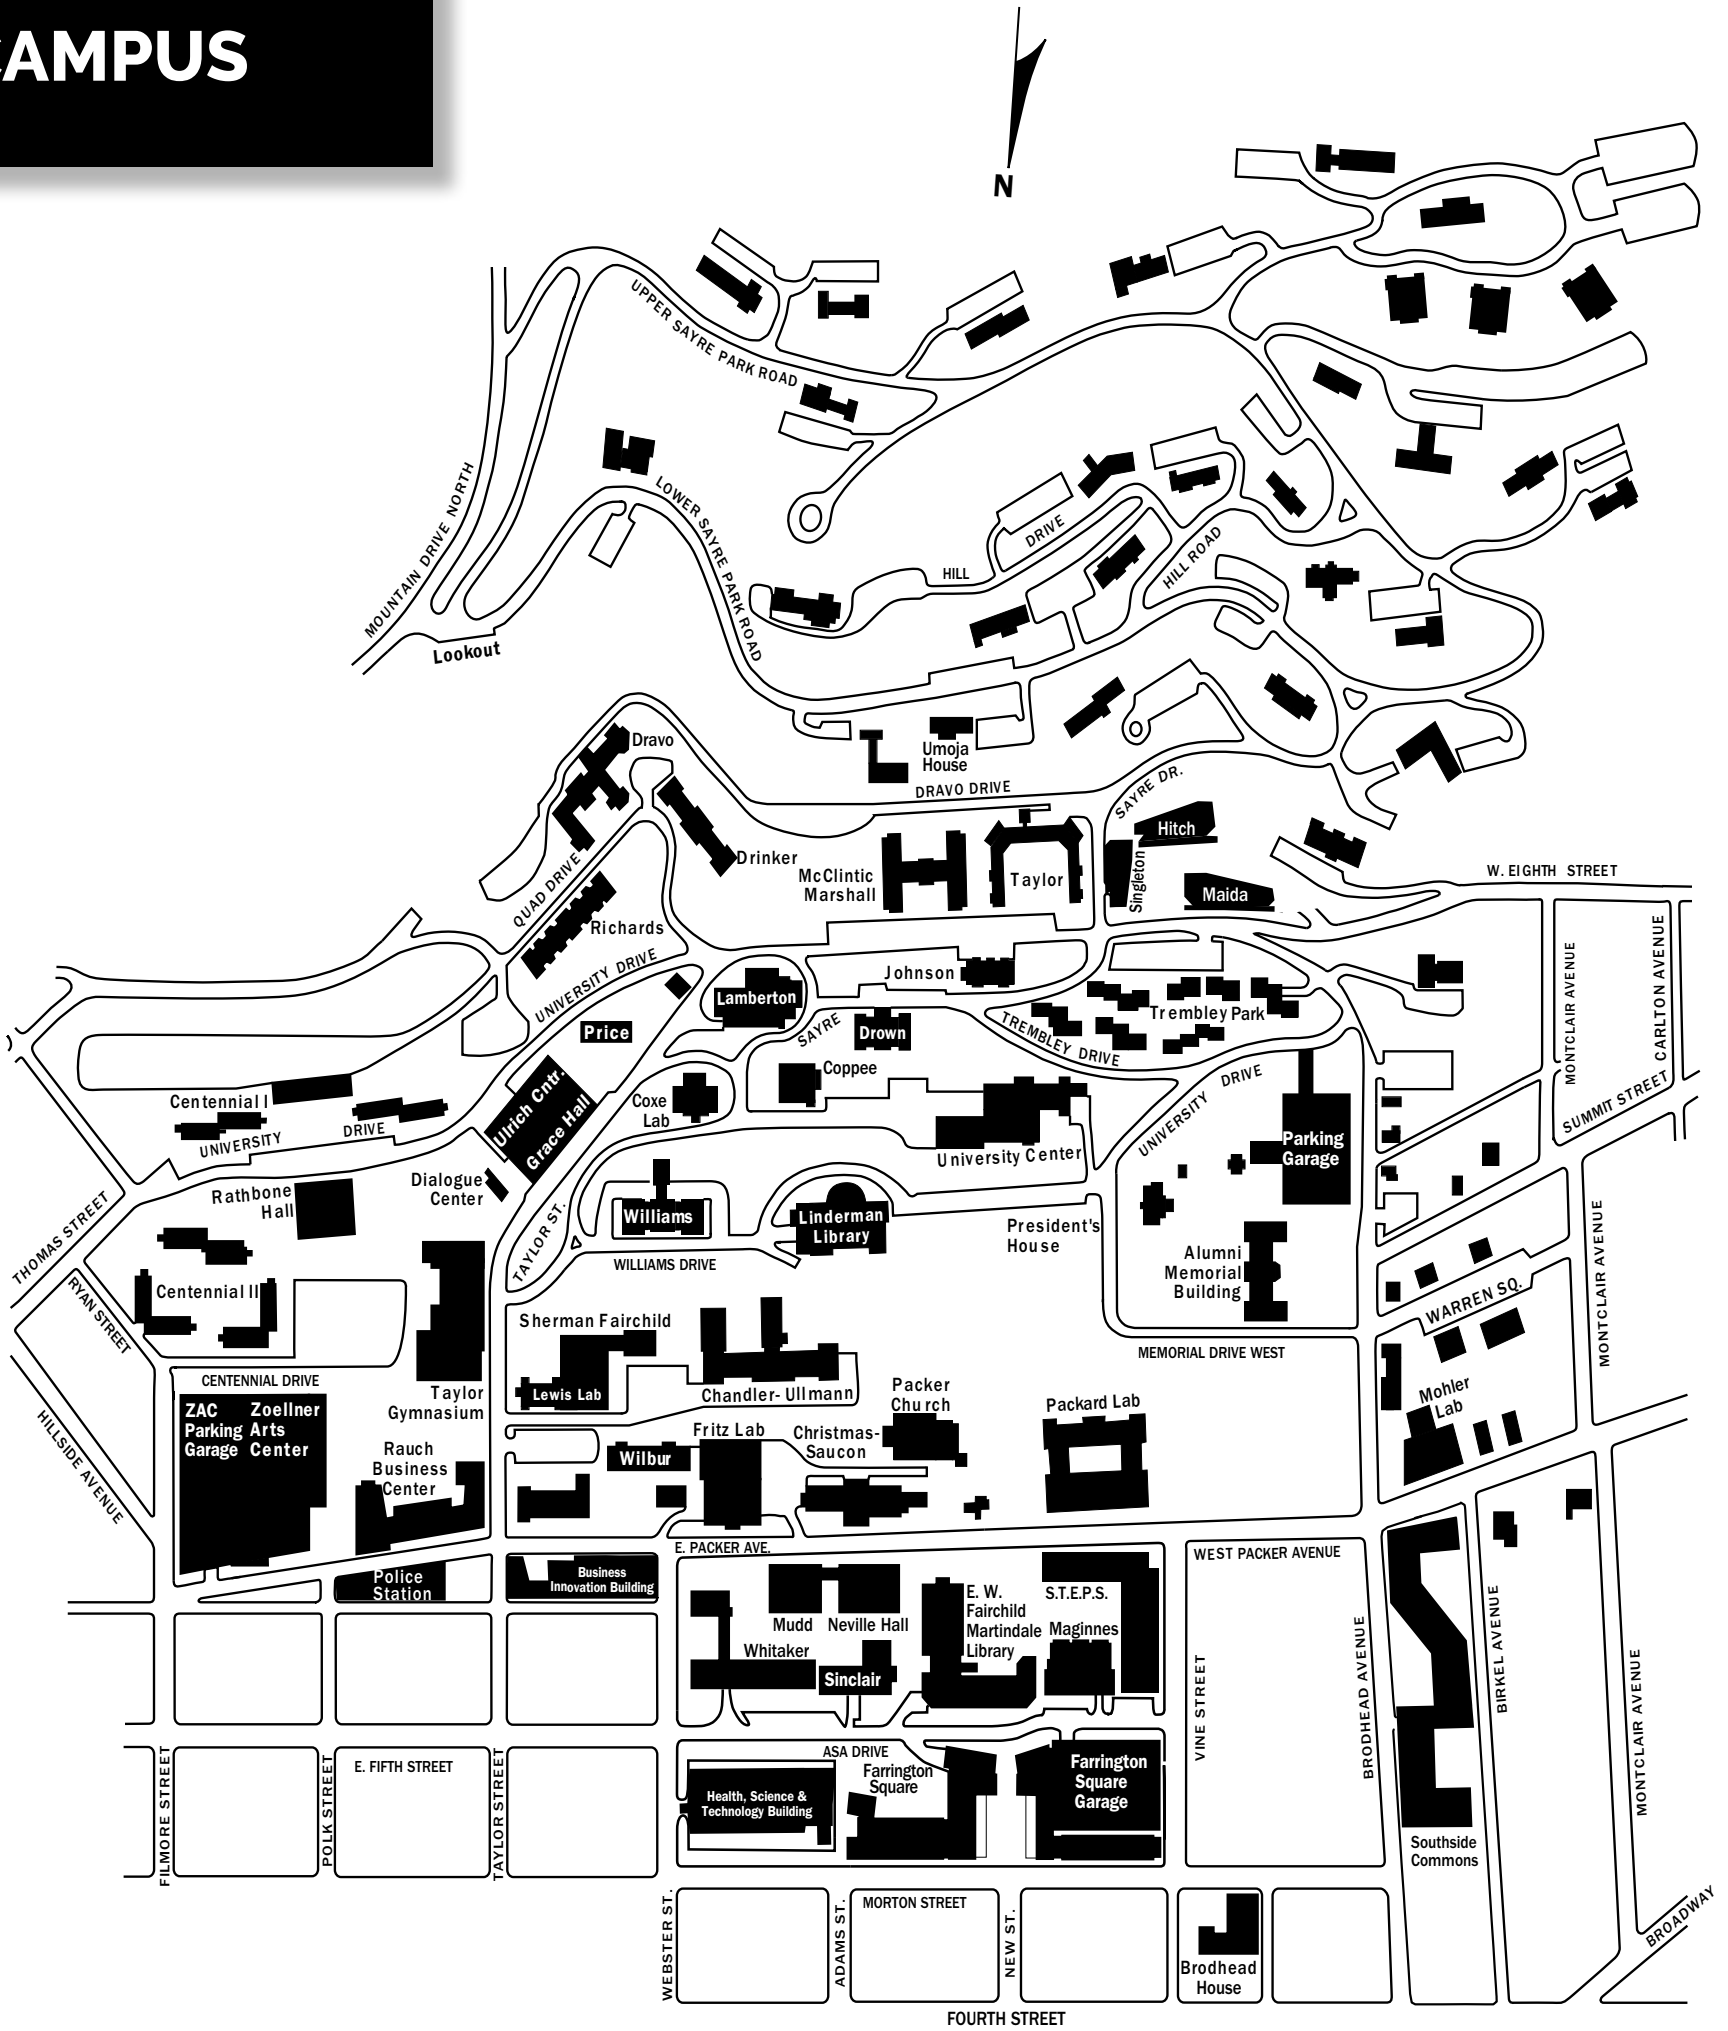 CAMPUS
N
UPPER SAYRE PARK ROAD
MOUNTAIN DRIVE NORTH
LOWER SAYRE PARK ROAD
DRIVE
HILL
HILL ROAD
Lookout
Dravo
Umoja
House
DRAVO DRIVE
SAYRE DR.
Hitch
Drinker
McClintic
Marshall
Taylor
Singleton
Maida
W. EIGHTH STREET
QUAD DRIVE
Richards
UNIVERSITY DRIVE
Johnson
Lamberton
Price
SAYRE
Drown
TREMBLEY DRIVE
Trembley Park
MONTCLAIR AVENUE
CARLTON AVENUE
Coppee
Centennial I
UNIVERSITY
DRIVE
Ulrich Cntr.
Grace Hall
Coxe
Lab
University Center
UNIVERSITY
DRIVE
Parking
Garage
SUMMIT STREET
Dialogue
Center
Rathbone
Hall
THOMAS STREET
TAYLOR ST.
Williams
Linderman
Library
President's
House
WILLIAMS DRIVE
Alumni
Memorial
Building
MONTCLAIR AVENUE
RYAN STREET
Centennial II
WARREN SQ.
Sherman Fairchild
MEMORIAL DRIVE WEST
CENTENNIAL DRIVE
Lewis Lab
Chandler-Ullmann
Packer
Church
Packard Lab
Mohler
Lab
Taylor
Gymnasium
ZAC
Parking
Garage
Zoellner
Arts
Center
HILLSIDE AVENUE
Rauch
Business
Center
Wilbur
Fritz Lab
Christmas-
Saucon
E. PACKER AVE.
WEST PACKER AVENUE
Police
Station
Business
Innovation Building
Mudd
Neville Hall
E. W.
Fairchild
Martindale
Library
S.T.E.P.S.
Maginnes
Whitaker
Sinclair
VINE STREET
BRODHEAD AVENUE
BIRKEL AVENUE
MONTCLAIR AVENUE
FILMORE STREET
POLK STREET
E. FIFTH STREET
TAYLOR STREET
ASA DRIVE
Farrington
Square
Health, Science &
Technology Building
Farrington
Square
Garage
Southside
Commons
WEBSTER ST.
ADAMS ST.
MORTON STREET
NEW ST.
Brodhead
House
BROADWAY
FOURTH STREET